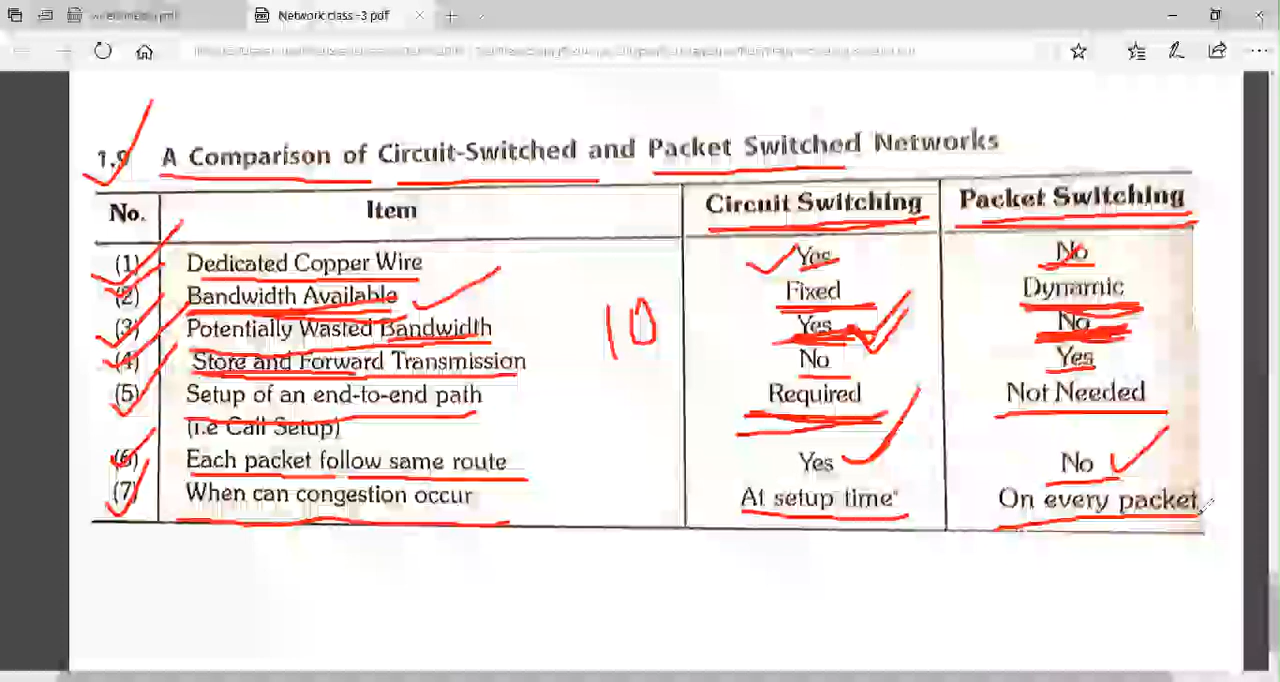 Network class -3 pdf
1.9 A Comparison of Circuit-Switched and Packet Switched Networks
No. Item Circuit Switching Packet Switching
(1) Dedicated Copper Wire Yes No
(2) Bandwidth Available Fixed Dynamic
(3) Potentially Wasted Bandwidth Yes No
10
(4) Store and Forward Transmission No Yes
(5) Setup of an end-to-end path Required Not Needed
(i.e Call Setup)
(6) Each packet follow same route Yes No
(7) When can congestion occur At setup time On every packet